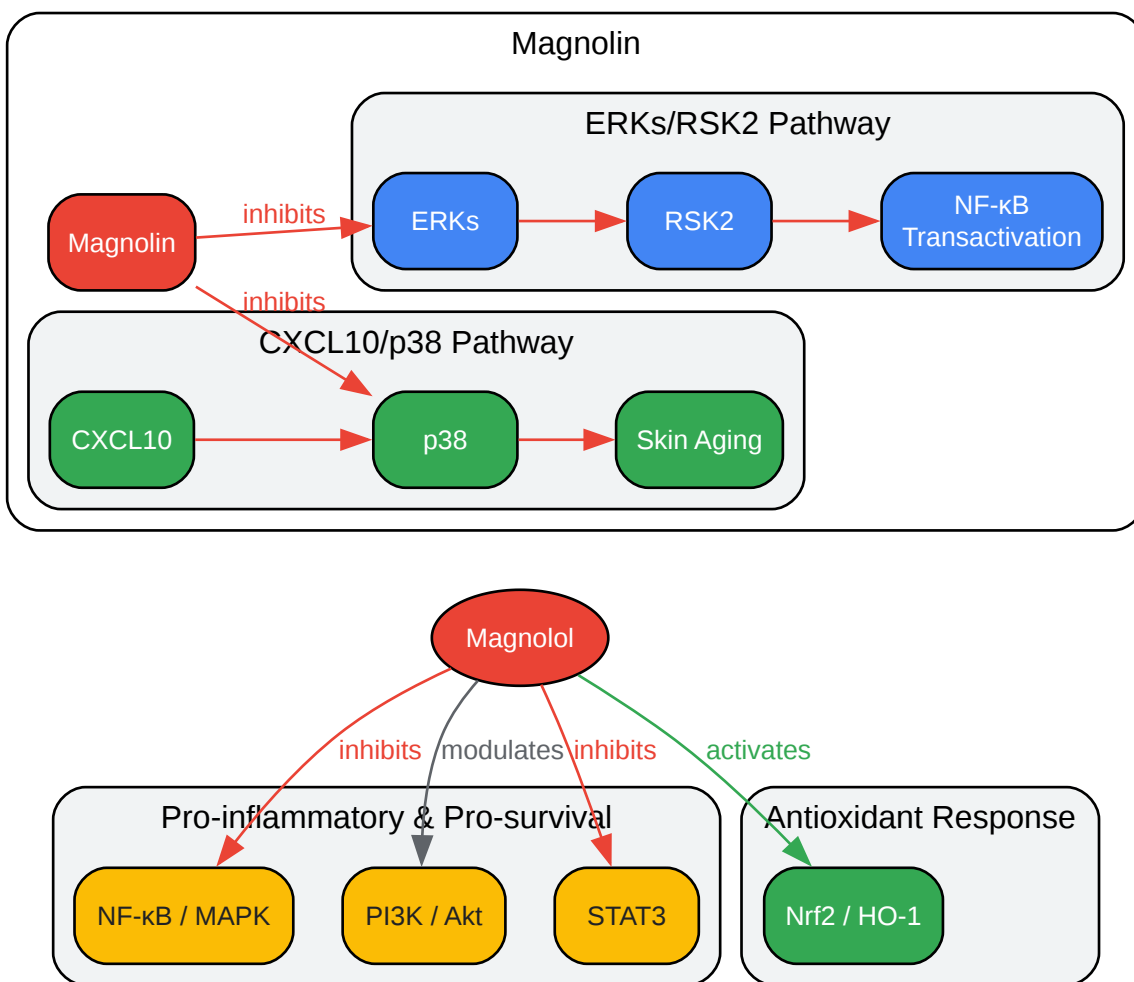 Magnolin
ERKs/RSK2 Pathway
Magnolin
inhibits
ERKs
RSK2
NF-κB
Transactivation
inhibits
CXCL10/p38 Pathway
CXCL10
p38
Skin Aging
Magnolol
inhibits
modulates
inhibits
activates
Pro-inflammatory & Pro-survival
Antioxidant Response
NF-κB / MAPK
PI3K / Akt
STAT3
Nrf2 / HO-1